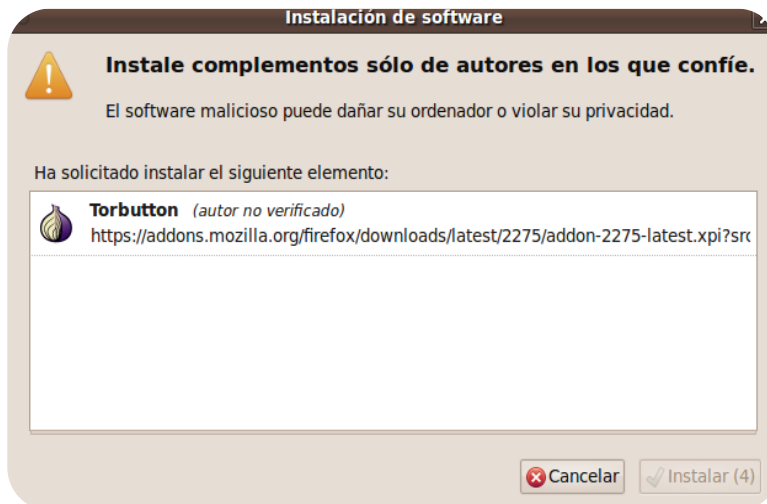 Instalación de software
Instale complementos sólo de autores en los que confíe.
El software malicioso puede dañar su ordenador o violar su privacidad.
Ha solicitado instalar el siguiente elemento:
Torbutton (autor no verificado)
https://addons.mozilla.org/firefox/downloads/latest/2275/addon-2275-latest.xpi?src
Cancelar
Instalar (4)